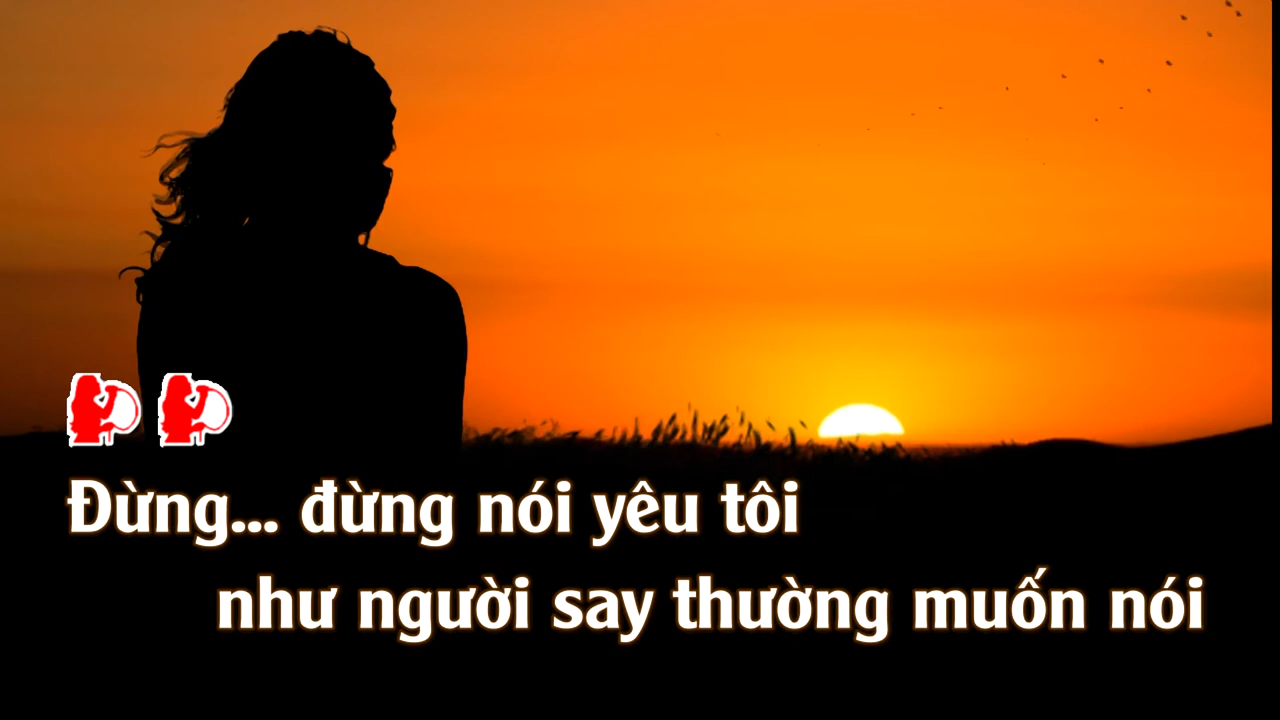 Đừng... đừng nói yêu tôi
như người say thường muốn nói